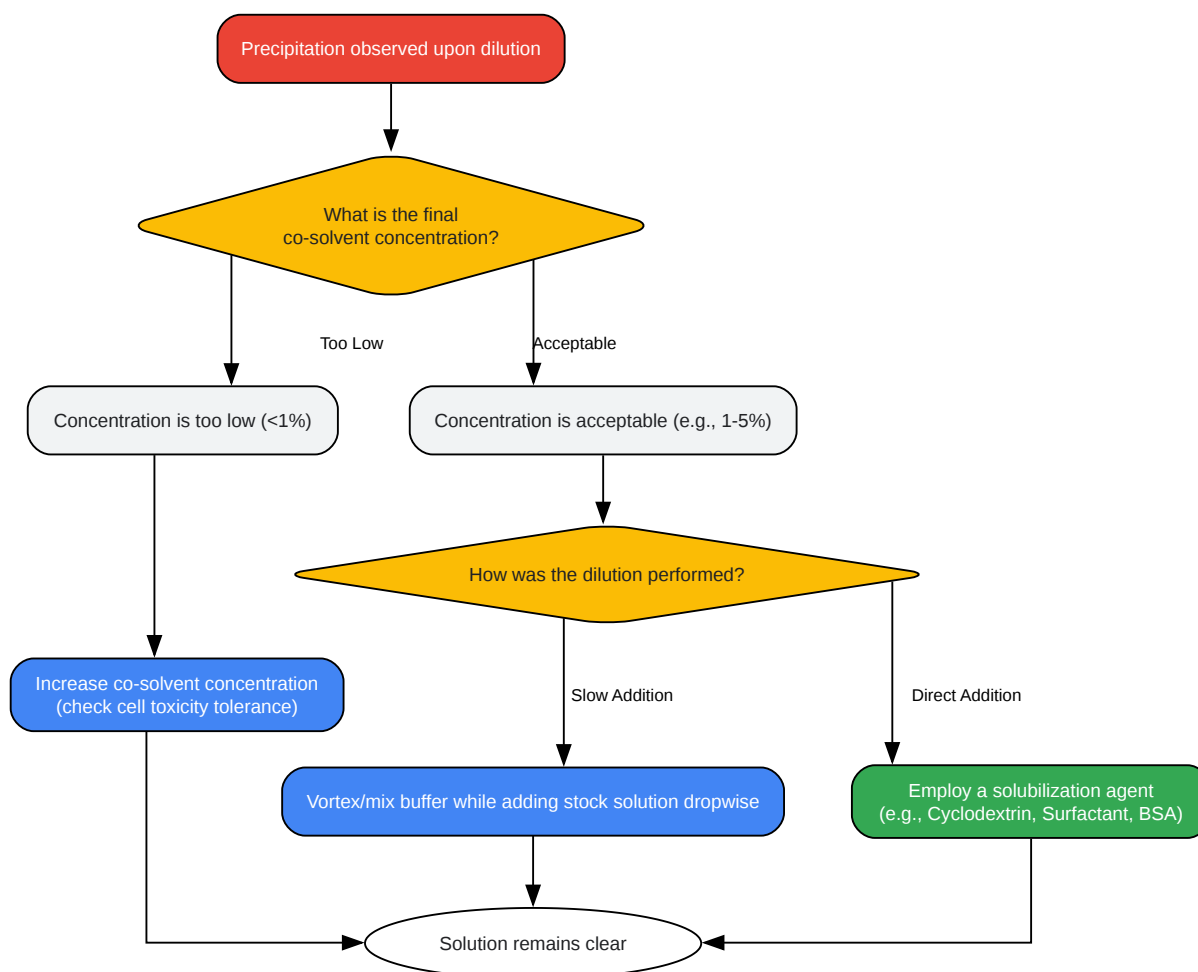 Precipitation observed upon dilution
What is the final
co-solvent concentration?
Too Low
Acceptable
Concentration is too low (<1%)
Concentration is acceptable (e.g., 1-5%)
How was the dilution performed?
Increase co-solvent concentration
(check cell toxicity tolerance)
Slow Addition
Direct Addition
Vortex/mix buffer while adding stock solution dropwise
Employ a solubilization agent
(e.g., Cyclodextrin, Surfactant, BSA)
Solution remains clear